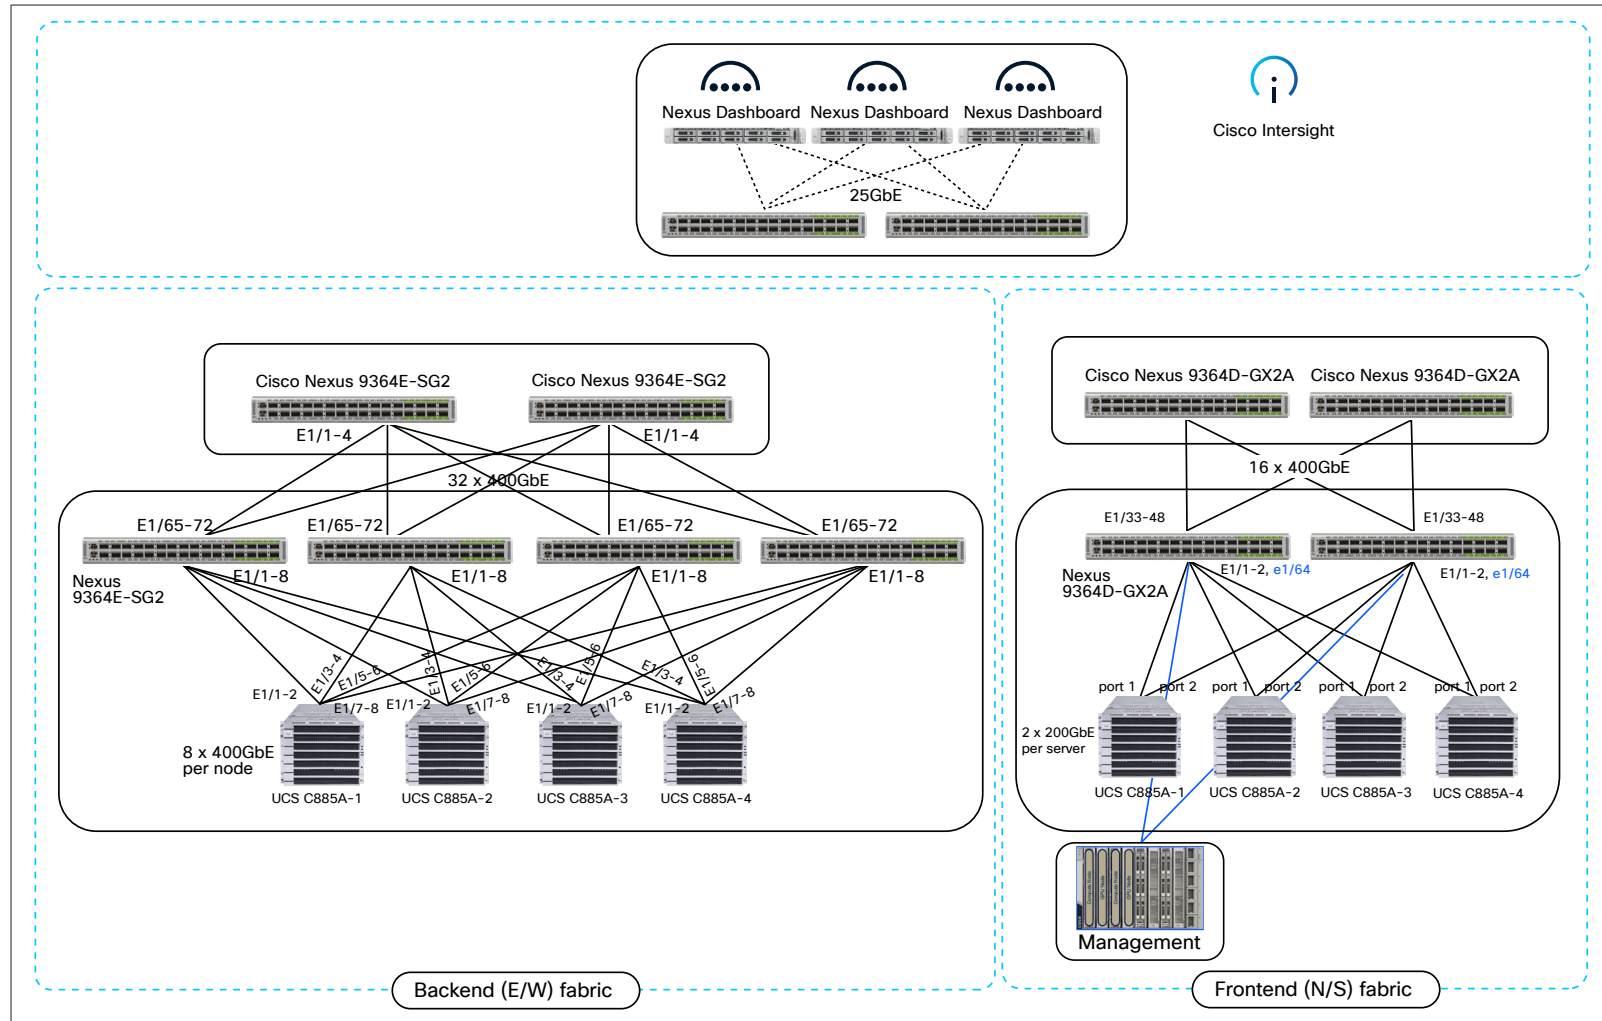 Nexus Dashboard
Nexus Dashboard
Nexus Dashboard
i
Cisco Intersight
25GbE
Cisco Nexus 9364E-SG2
Cisco Nexus 9364E-SG2
E1/1-4
E1/1-4
32 x 400GbE
E1/65-72
E1/65-72
E1/65-72
E1/65-72
Nexus
9364E-SG2
E1/1-8
E1/1-8
E1/1-8
E1/1-8
E1/1-2
E1/3-4
E1/5-6
E1/7-8
E1/1-2
E1/3-4
E1/5-6
E1/7-8
E1/1-2
E1/3-4
E1/5-6
E1/7-8
E1/1-2
E1/3-4
E1/5-6
E1/7-8
8 x 400GbE
per node
UCS C885A-1
UCS C885A-2
UCS C885A-3
UCS C885A-4
Backend (E/W) fabric
Cisco Nexus 9364D-GX2A
Cisco Nexus 9364D-GX2A
16 x 400GbE
E1/33-48
E1/33-48
Nexus
9364D-GX2A
E1/1-2, e1/64
E1/1-2, e1/64
port 1
port 2
port 1
port 2
port 1
port 2
port 1
port 2
2 x 200GbE
per server
UCS C885A-1
UCS C885A-2
UCS C885A-3
UCS C885A-4
Compute Node
GPU Node
Compute Node
GPU Node
Management
Frontend (N/S) fabric